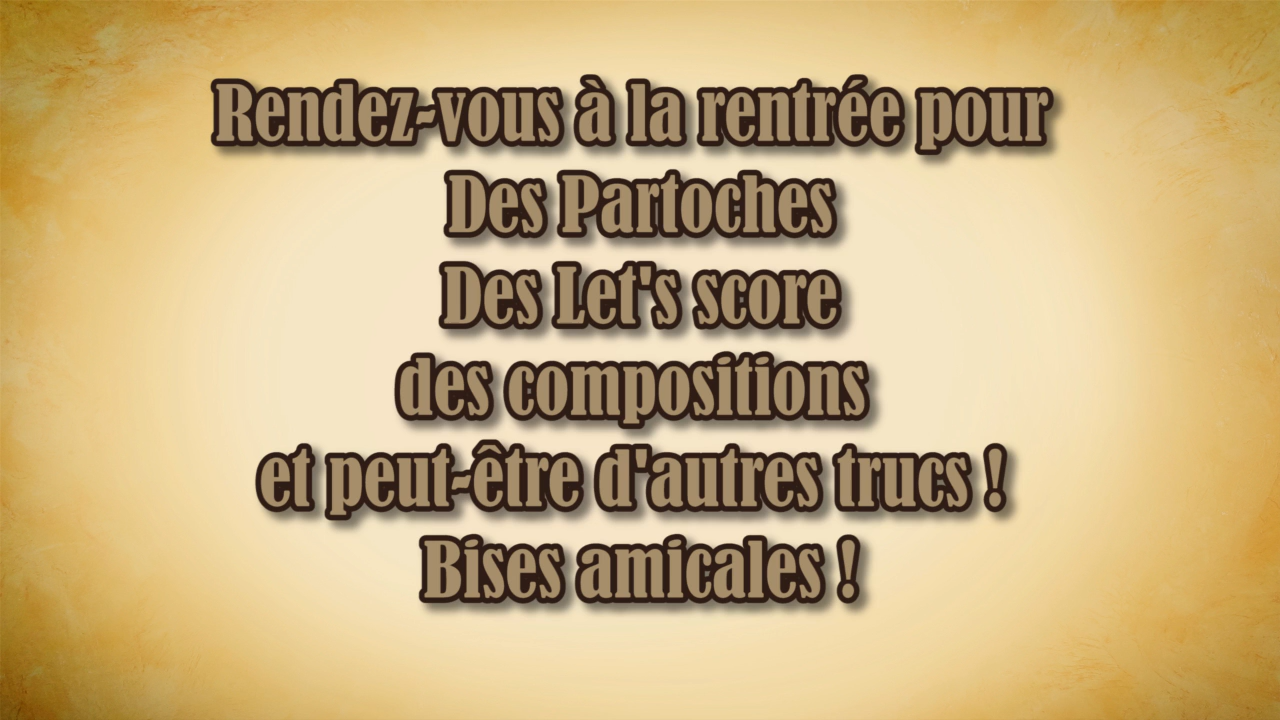 Rendez-vous à la rentrée pour
Des Partoches
Des Let's score
des compositions
et peut-être d'autres trucs !
Bises amicales !